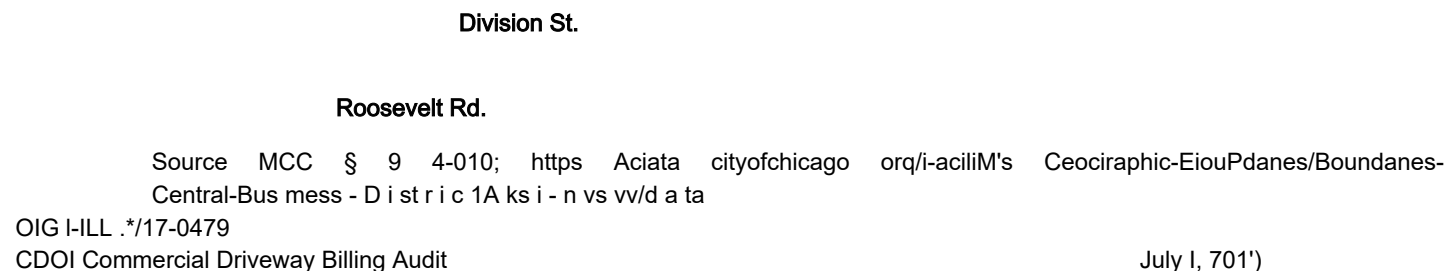 Division St.
Roosevelt Rd.
Source MCC § 9 4-010; https Aciata cityofchicago orq/i-aciliM's Ceociraphic-EiouPdanes/Boundanes-
Central-Bus mess - D i st r i c 1A ks i - n vs vv/d a ta
OIG l-ILL .*/17-0479
CDOI Commercial Driveway Billing Audit July I, 701')